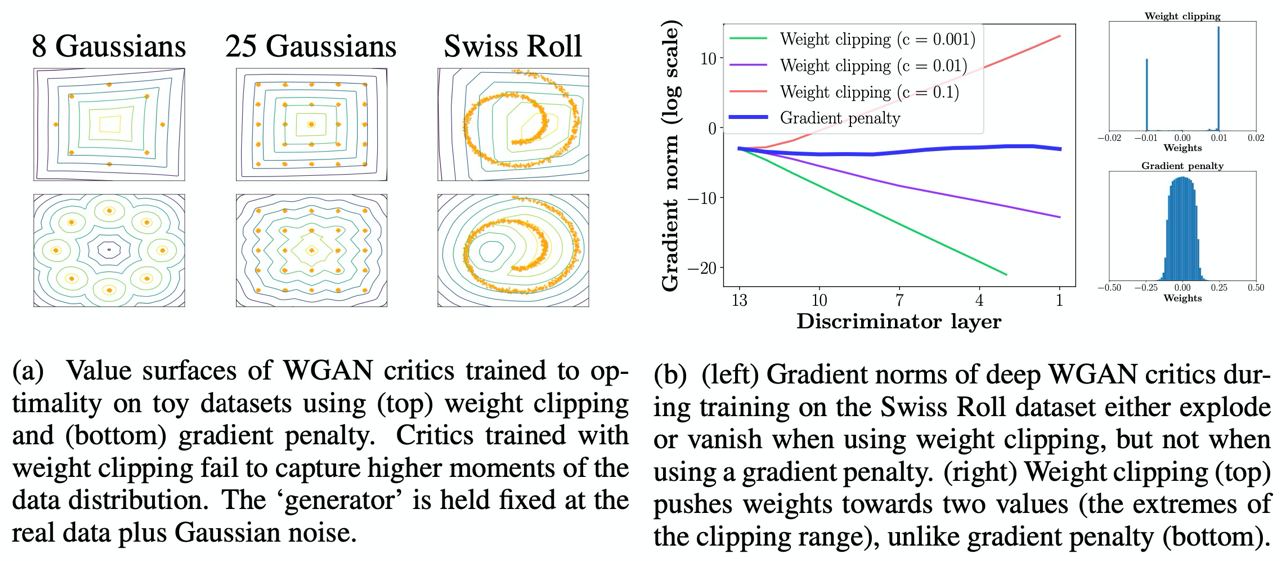 8 Gaussians
25 Gaussians
Swiss Roll
(a) Value surfaces of WGAN critics trained to op-
timality on toy datasets using (top) weight clipping
and (bottom) gradient penalty. Critics trained with
weight clipping fail to capture higher moments of the
data distribution. The ‘generator’ is held fixed at the
real data plus Gaussian noise.
Gradient norm (log scale)
10
0
−10
−20
Weight clipping (c = 0.001)
Weight clipping (c = 0.01)
Weight clipping (c = 0.1)
Gradient penalty
13 10 7 4 1
Discriminator layer
Weight clipping
−0.02 −0.01 0.00 0.01 0.02
Weights
Gradient penalty
−0.50 −0.25 0.00 0.25 0.50
Weights
(b) (left) Gradient norms of deep WGAN critics dur-
ing training on the Swiss Roll dataset either explode
or vanish when using weight clipping, but not when
using a gradient penalty. (right) Weight clipping (top)
pushes weights towards two values (the extremes of
the clipping range), unlike gradient penalty (bottom).